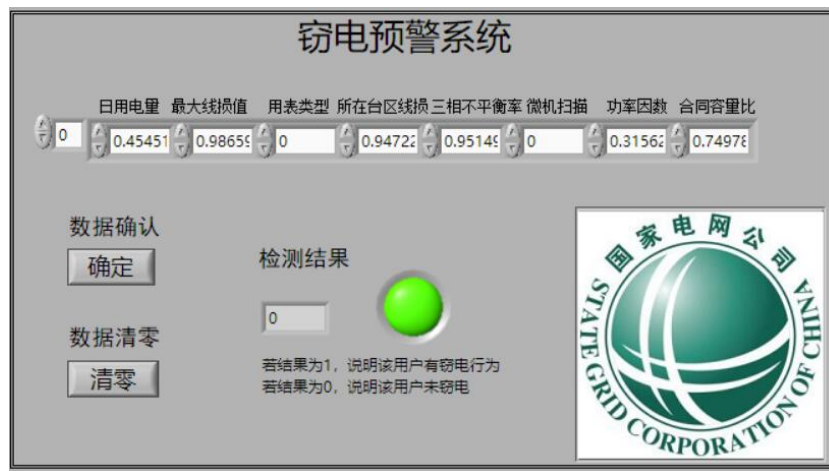 窃电预警系统
日用电量 最大线损值 用表类型 所在台区线损 三相不平衡率 微机扫描 功率因数 合同容量比
0 0.45451 0.98659 0 0.94722 0.95149 0 0.31562 0.74978
数据确认
确定
检测结果
0
数据清零
清零
若结果为1，说明该用户有窃电行为
若结果为0，说明该用户未窃电
国家电网公司
STATE GRID CORPORATION OF CHINA